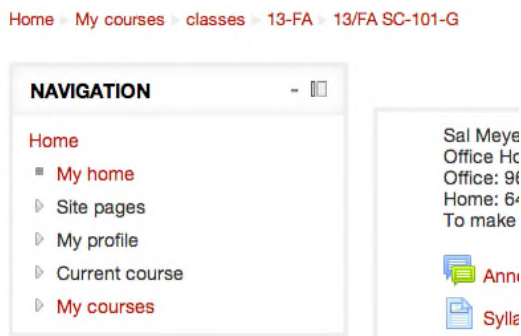 Home My courses classes 13-FA 13/FA SC-101-G
NAVIGATION
Home
My home
Site pages
My profile
Current course
My courses
Sal Meye
Office Ho
Office: 96
Home: 64
To make
Anno
Sylla